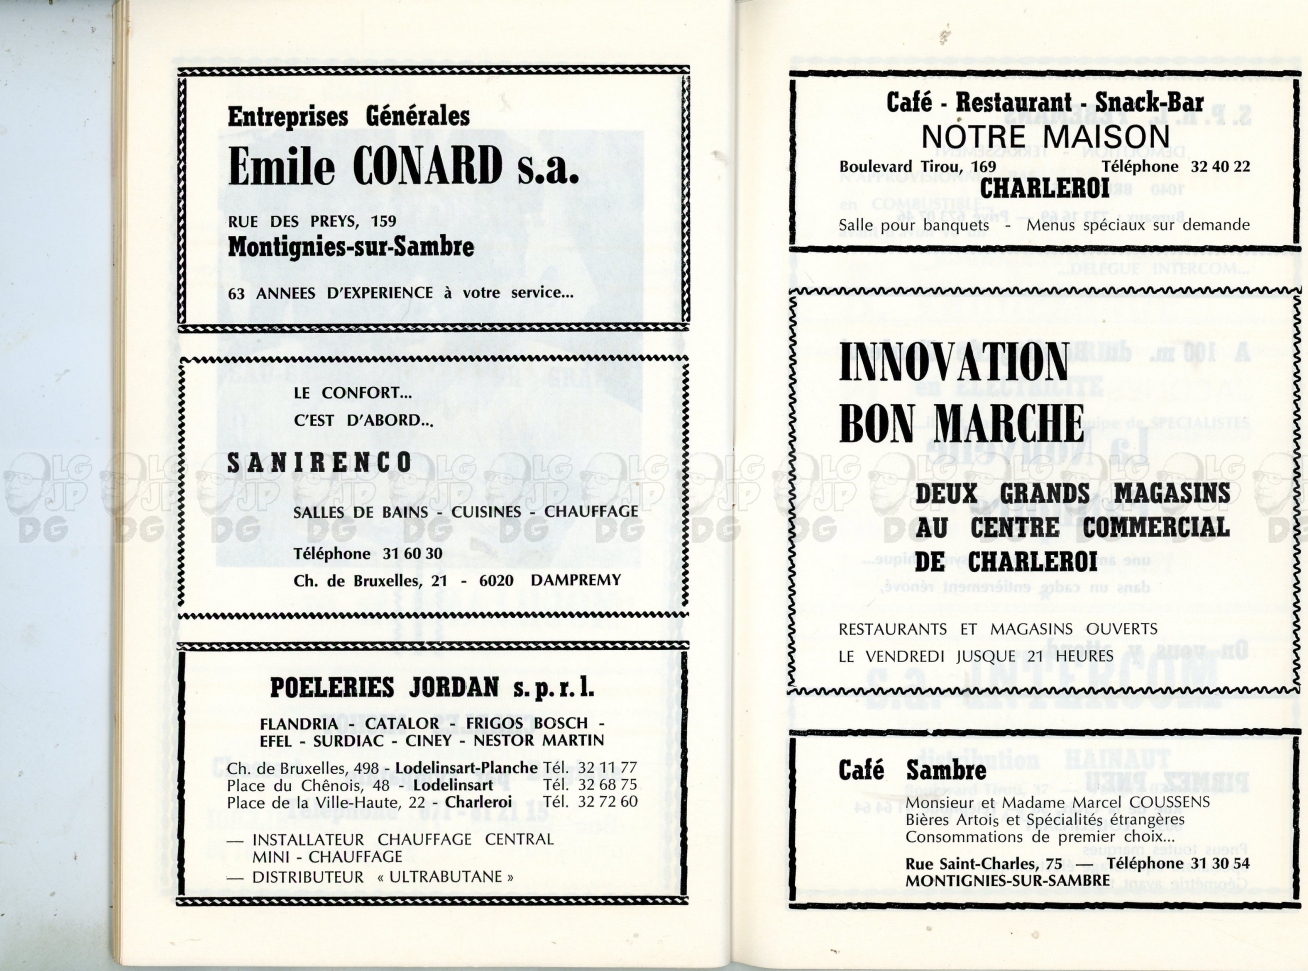 Entreprises Générales
Emile CONARD s.a.
RUE DES PREYS, 159
Montignies-sur-Sambre
63 ANNEES D'EXPERIENCE à votre service...
LE CONFORT...
C'EST D'ABORD...
SANIRENCO
SALLES DE BAINS - CUISINES - CHAUFFAGE
Téléphone 31 60 30
Ch. de Bruxelles, 21 - 6020 DAMPREMY
POELERIES JORDAN s.p.r.l.
FLANDRIA - CATALOR - FRIGOS BOSCH -
EFEL - SURDIAC - CINEY - NESTOR MARTIN
Ch. de Bruxelles, 498 - Lodelinsart-Planche Tél. 32 11 77
Place du Chênois, 48 - Lodelinsart Tél. 32 68 75
Place de la Ville-Haute, 22 - Charleroi Tél. 32 72 60
— INSTALLATEUR CHAUFFAGE CENTRAL
MINI - CHAUFFAGE
— DISTRIBUTEUR « ULTRABUTANE »
Café - Restaurant - Snack-Bar
NOTRE MAISON
Boulevard Tirou, 169 Téléphone 32 40 22
CHARLEROI
Salle pour banquets - Menus spéciaux sur demande
INNOVATION
BON MARCHE
DEUX GRANDS MAGASINS
AU CENTRE COMMERCIAL
DE CHARLEROI
RESTAURANTS ET MAGASINS OUVERTS
LE VENDREDI JUSQUE 21 HEURES
Café Sambre
Monsieur et Madame Marcel COUSSENS
Bières Artois et Spécialités étrangères
Consommations de premier choix...
Rue Saint-Charles, 75 — Téléphone 31 30 54
MONTIGNIES-SUR-SAMBRE